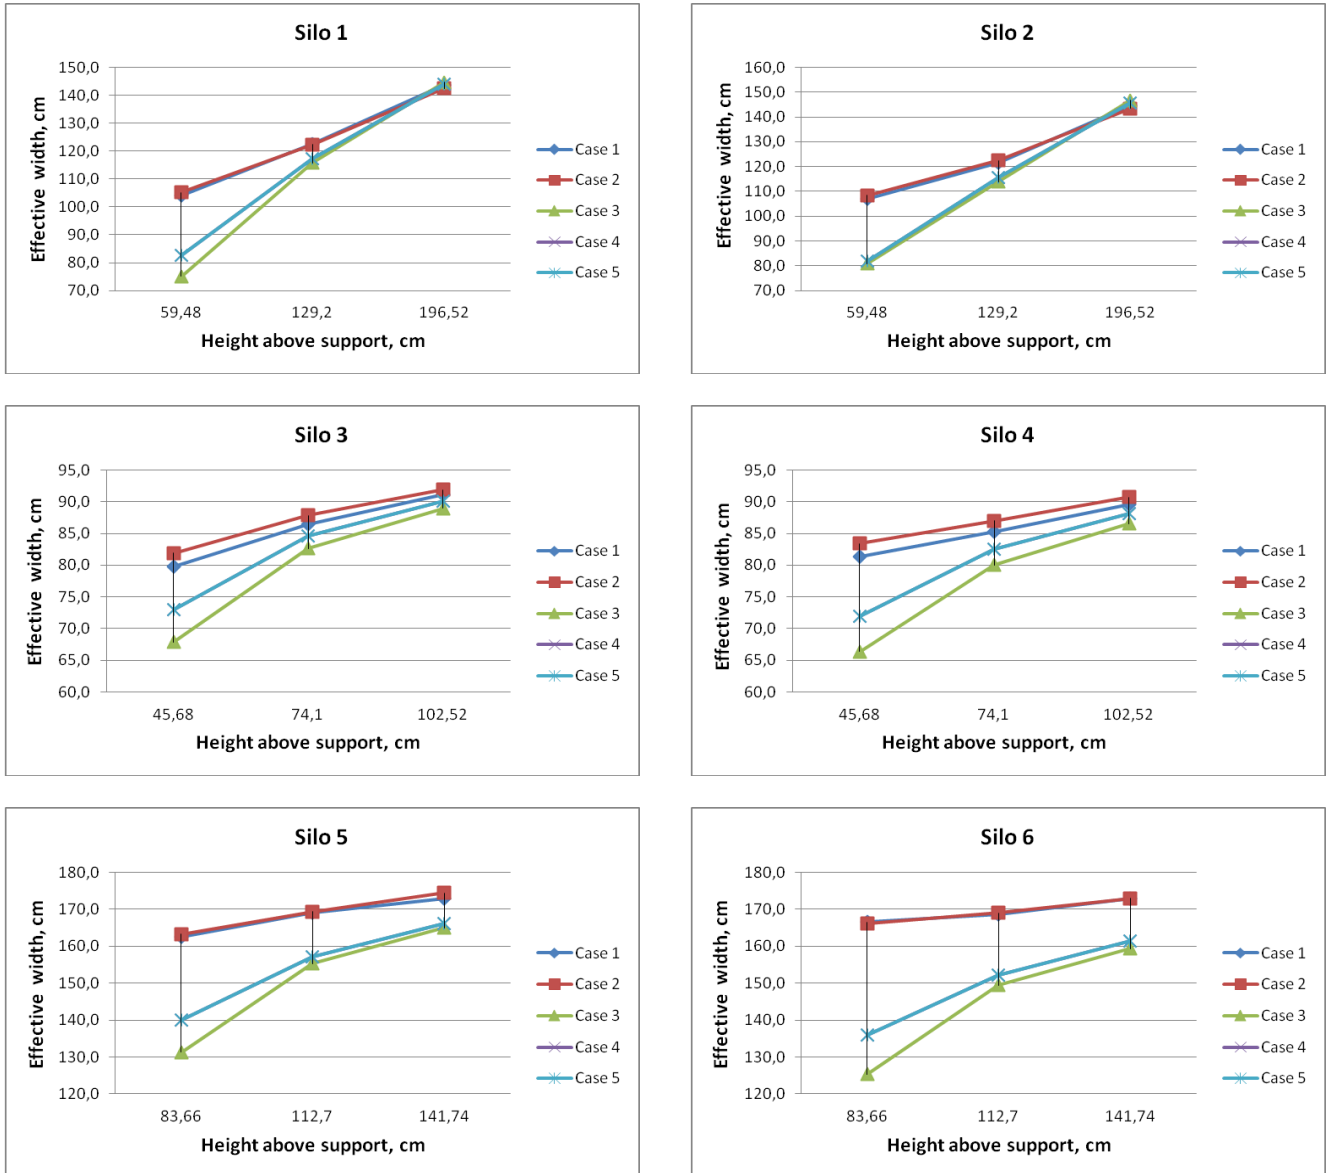 Silo 1
Effective width, cm
150,0
140,0
130,0
120,0
110,0
100,0
90,0
80,0
70,0
59,48 129,2 196,52
Height above support, cm
Case 1
Case 2
Case 3
Case 4
Case 5
Silo 2
Effective width, cm
160,0
150,0
140,0
130,0
120,0
110,0
100,0
90,0
80,0
70,0
59,48 129,2 196,52
Height above support, cm
Case 1
Case 2
Case 3
Case 4
Case 5
Silo 3
Effective width, cm
95,0
90,0
85,0
80,0
75,0
70,0
65,0
60,0
45,68 74,1 102,52
Height above support, cm
Case 1
Case 2
Case 3
Case 4
Case 5
Silo 4
Effective width, cm
95,0
90,0
85,0
80,0
75,0
70,0
65,0
60,0
45,68 74,1 102,52
Height above support, cm
Case 1
Case 2
Case 3
Case 4
Case 5
Silo 5
Effective width, cm
180,0
170,0
160,0
150,0
140,0
130,0
120,0
83,66 112,7 141,74
Height above support, cm
Case 1
Case 2
Case 3
Case 4
Case 5
Silo 6
Effective width, cm
180,0
170,0
160,0
150,0
140,0
130,0
120,0
83,66 112,7 141,74
Height above support, cm
Case 1
Case 2
Case 3
Case 4
Case 5